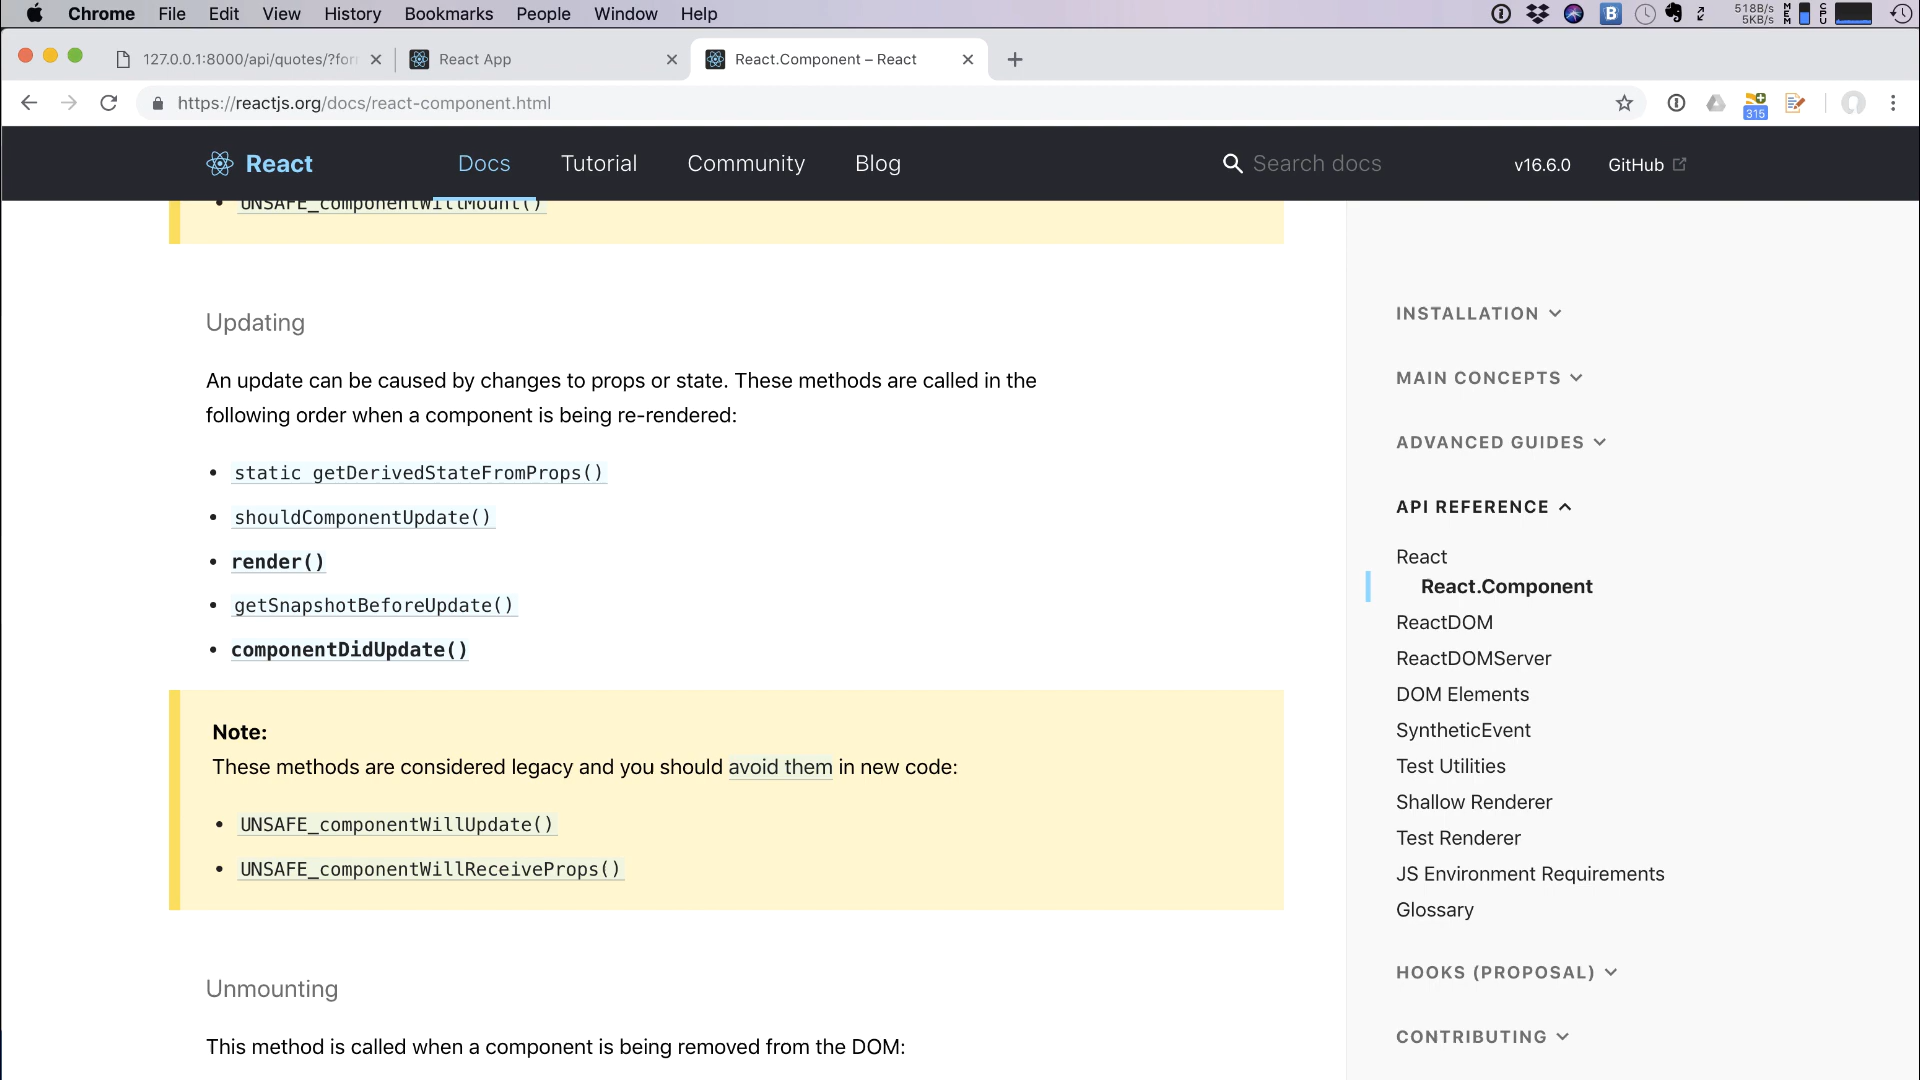 Chrome File Edit View History Bookmarks People Window Help
518B/s
5KB/s
MEM
CPU
127.0.0.1:8000/api/quotes/?for
React App
React.Component – React
https://reactjs.org/docs/react-component.html
315
React
Docs
Tutorial
Community
Blog
Search docs
v16.6.0
GitHub
UNSAFE_componentWillMount()
Updating
An update can be caused by changes to props or state. These methods are called in the
following order when a component is being re-rendered:
• static getDerivedStateFromProps()
• shouldComponentUpdate()
• render()
• getSnapshotBeforeUpdate()
• componentDidUpdate()
Note:
These methods are considered legacy and you should avoid them in new code:
• UNSAFE_componentWillUpdate()
• UNSAFE_componentWillReceiveProps()
Unmounting
This method is called when a component is being removed from the DOM:
INSTALLATION
MAIN CONCEPTS
ADVANCED GUIDES
API REFERENCE
React
React.Component
ReactDOM
ReactDOMServer
DOM Elements
SyntheticEvent
Test Utilities
Shallow Renderer
Test Renderer
JS Environment Requirements
Glossary
HOOKS (PROPOSAL)
CONTRIBUTING